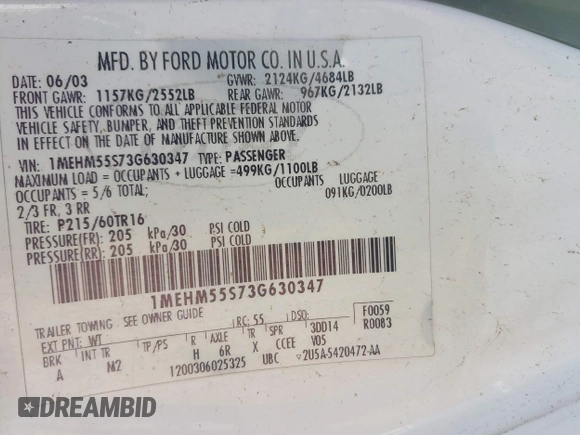 MFD. BY FORD MOTOR CO. IN U.S.A.
DATE: 06/03 GVWR: 2124KG/4684LB
FRONT GAWR: 1157KG/2552LB REAR GAWR: 967KG/2132LB
THIS VEHICLE CONFORMS TO ALL APPLICABLE FEDERAL MOTOR
VEHICLE SAFETY, BUMPER, AND THEFT PREVENTION STANDARDS
IN EFFECT ON THE DATE OF MANUFACTURE SHOWN ABOVE.
VIN: 1MEHM55S73G630347 TYPE: PASSENGER
MAXIMUM LOAD = OCCUPANTS + LUGGAGE =499KG/1100LB
OCCUPANTS = 5/6 TOTAL; OCCUPANTS LUGGAGE
2/3 FR, 3 RR 091KG/0200LB
TIRE: P215/60TR16
PRESSURE(FR): 205 kPa/30 PSI COLD
PRESSURE(RR): 205 kPa/30 PSI COLD
1MEHM55S73G630347
TRAILER TOWING: SEE OWNER GUIDE F0059
EXT PNT: WT RC: 55 DSO: R0083
BRK INT TR TP/PS R AXLE TR SPR 3DD14
A M2 H 6R X CCEE V05
1200306025325 UBC ▽2U5A-5420472-AA
DREAMBID